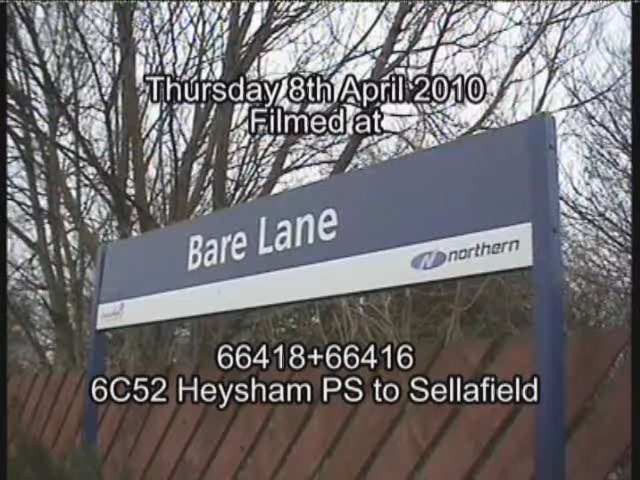 Thursday 8th April 2010
Filmed at
Bare Lane
northern
66418+66416
6C52 Heysham PS to Sellafield